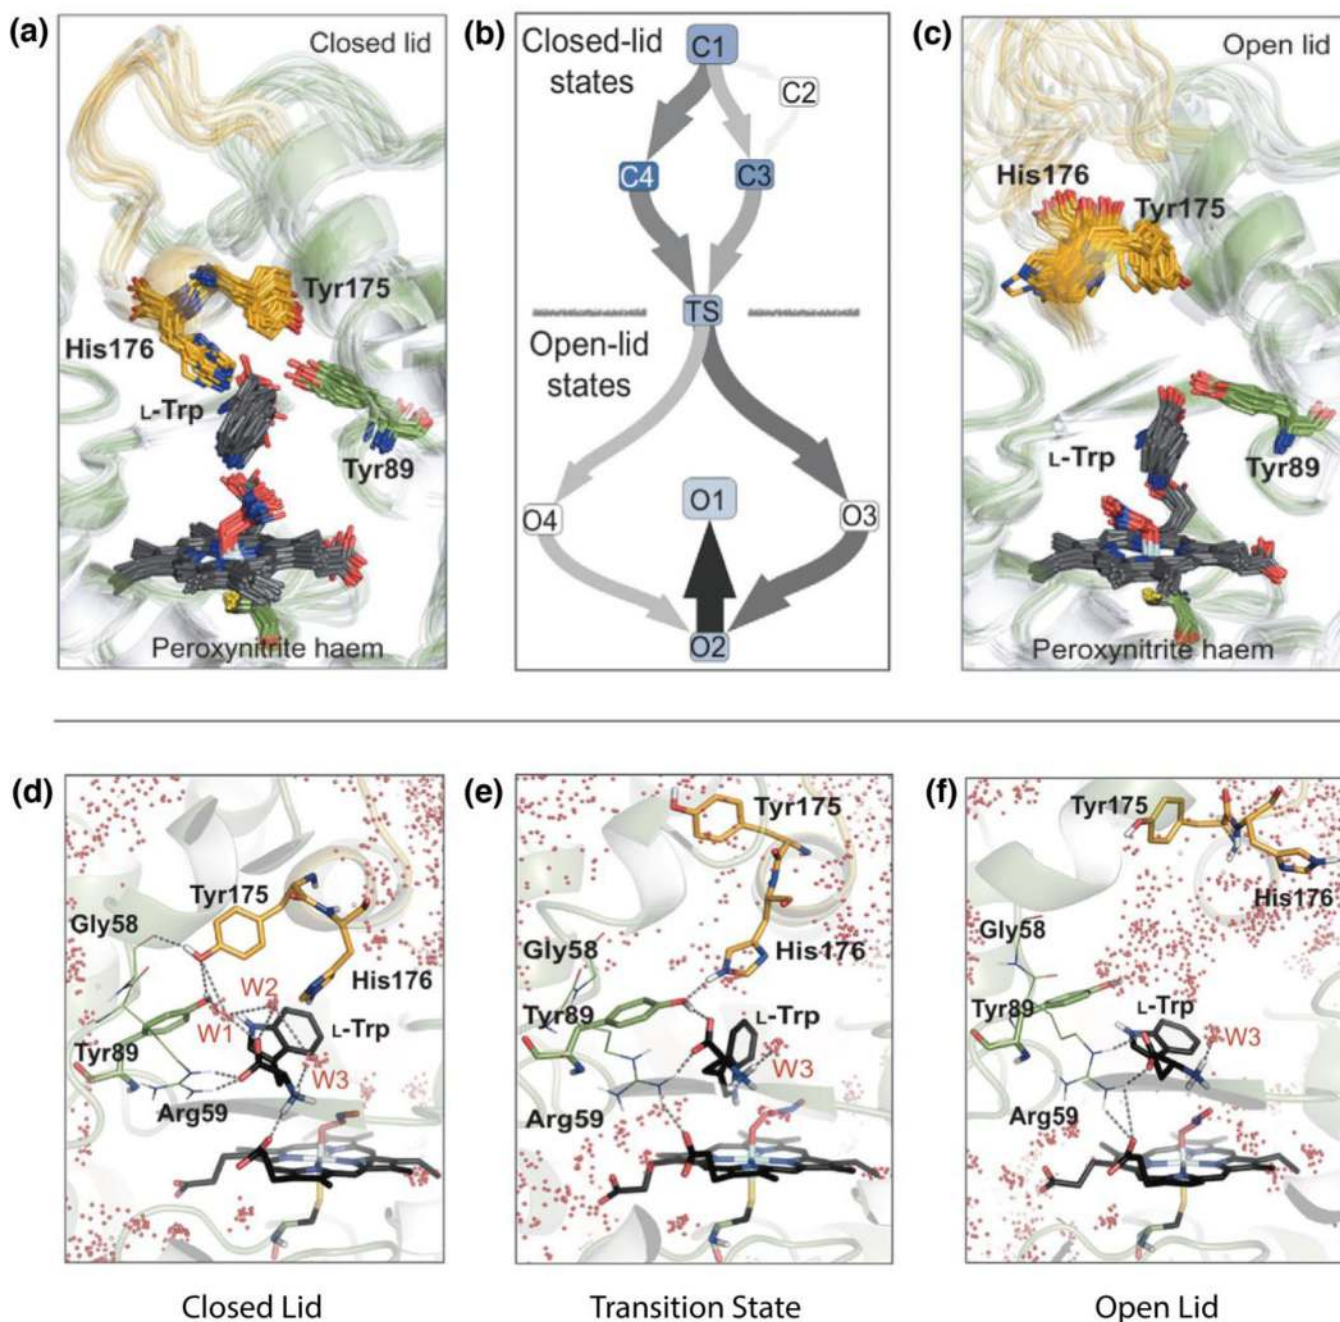 (a)
Closed lid
Tyr175
His176
L-Trp
Tyr89
Peroxynitrite haem
(b)
Closed-lid
states
C1
C2
C4
C3
TS
Open-lid
states
O1
O4
O3
O2
(c)
Open lid
His176
Tyr175
L-Trp
Tyr89
Peroxynitrite haem
(d)
Tyr175
Gly58
His176
W2
W1
L-Trp
Tyr89
W3
Arg59
Closed Lid
(e)
Tyr175
Gly58
His176
Tyr89
L-Trp
W3
Arg59
Transition State
(f)
Tyr175
His176
Gly58
L-Trp
Tyr89
W3
Arg59
Open Lid